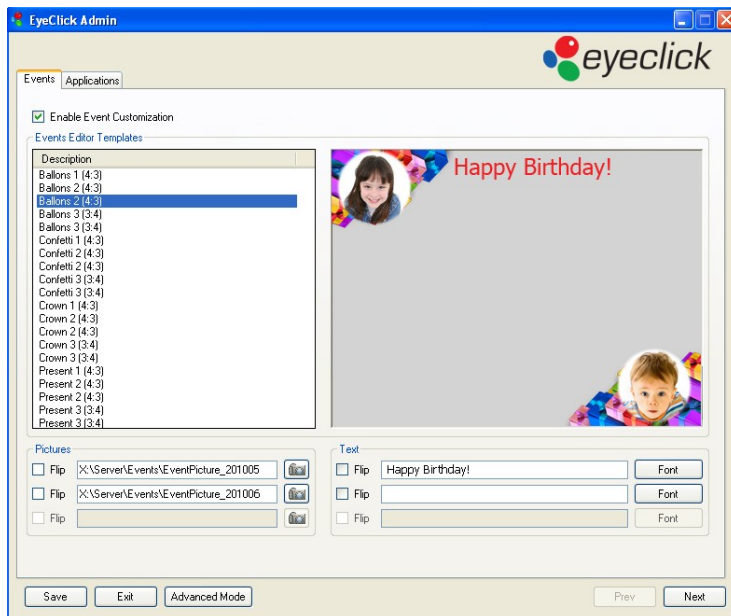 EyeClick Admin
eyeclick
Events
Applications
Enable Event Customization
Events Editor Templates
Description
Ballons 1 (4:3)
Ballons 2 (4:3)
Ballons 2 (4:3)
Ballons 3 (3:4)
Ballons 3 (3:4)
Confetti 1 (4:3)
Confetti 2 (4:3)
Confetti 2 (4:3)
Confetti 3 (3:4)
Confetti 3 (3:4)
Crown 1 (4:3)
Crown 2 (4:3)
Crown 2 (4:3)
Crown 3 (3:4)
Crown 3 (3:4)
Present 1 (4:3)
Present 2 (4:3)
Present 2 (4:3)
Present 3 (3:4)
Present 3 (3:4)
Happy Birthday!
Pictures
Flip X:\Server\Events\EventPicture_201005
Flip X:\Server\Events\EventPicture_201006
Flip
Text
Flip Happy Birthday! Font
Flip Font
Flip Font
Save Exit Advanced Mode Prev Next